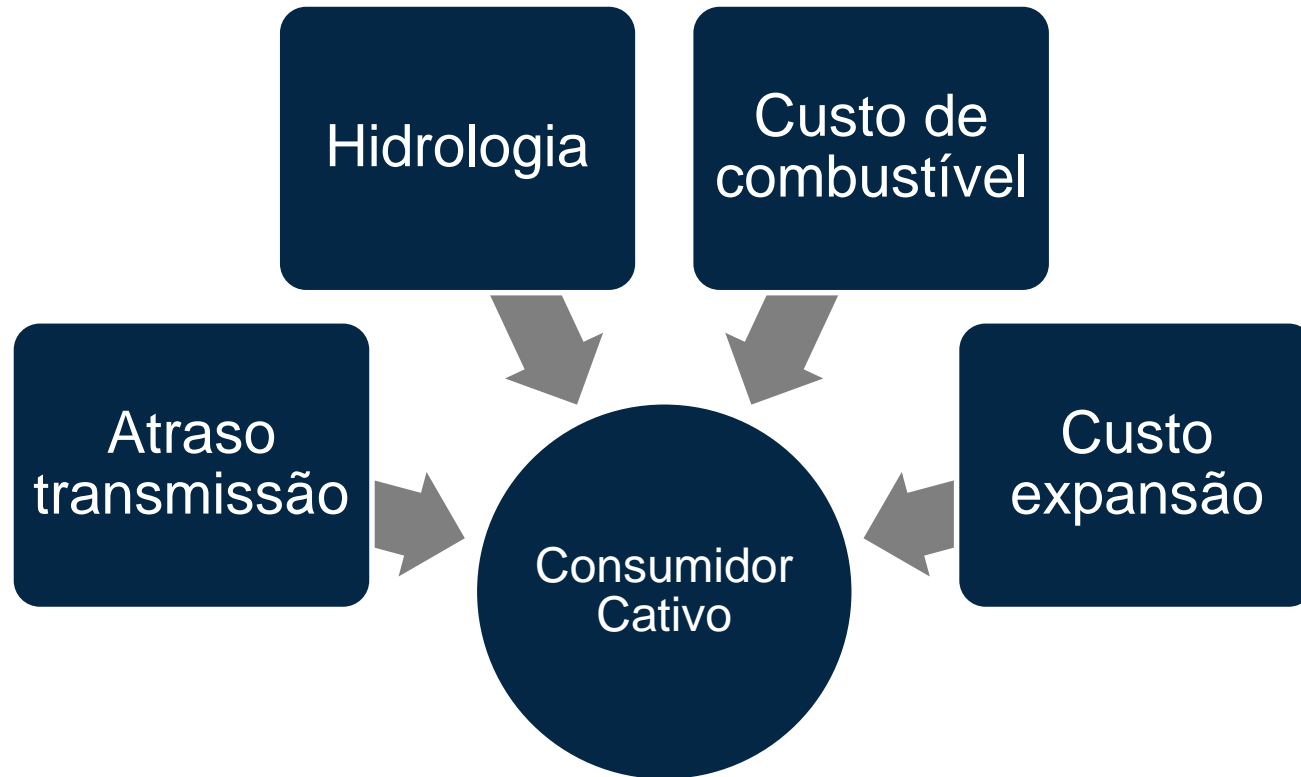 Hidrologia
Custo de
combustível
Atraso
transmissão
Custo
expansão
Consumidor
Cativo